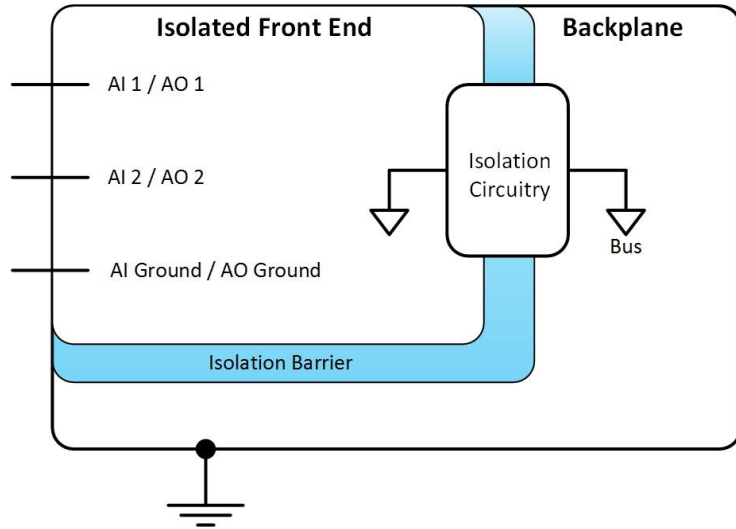 Isolated Front End
Backplane
AI 1 / AO 1
AI 2 / AO 2
AI Ground / AO Ground
Isolation
Circuitry
Bus
Isolation Barrier